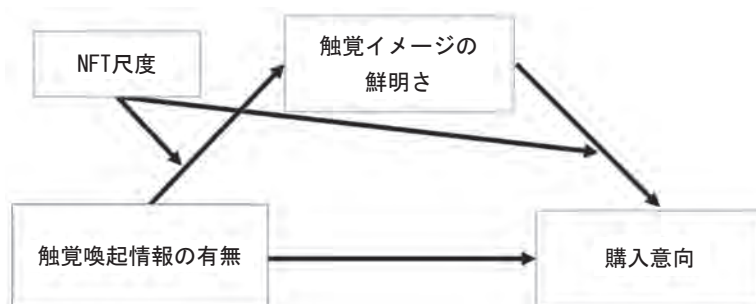 NFT尺度
触覚イメージの
鮮明さ
触覚喚起情報の有無
購入意向